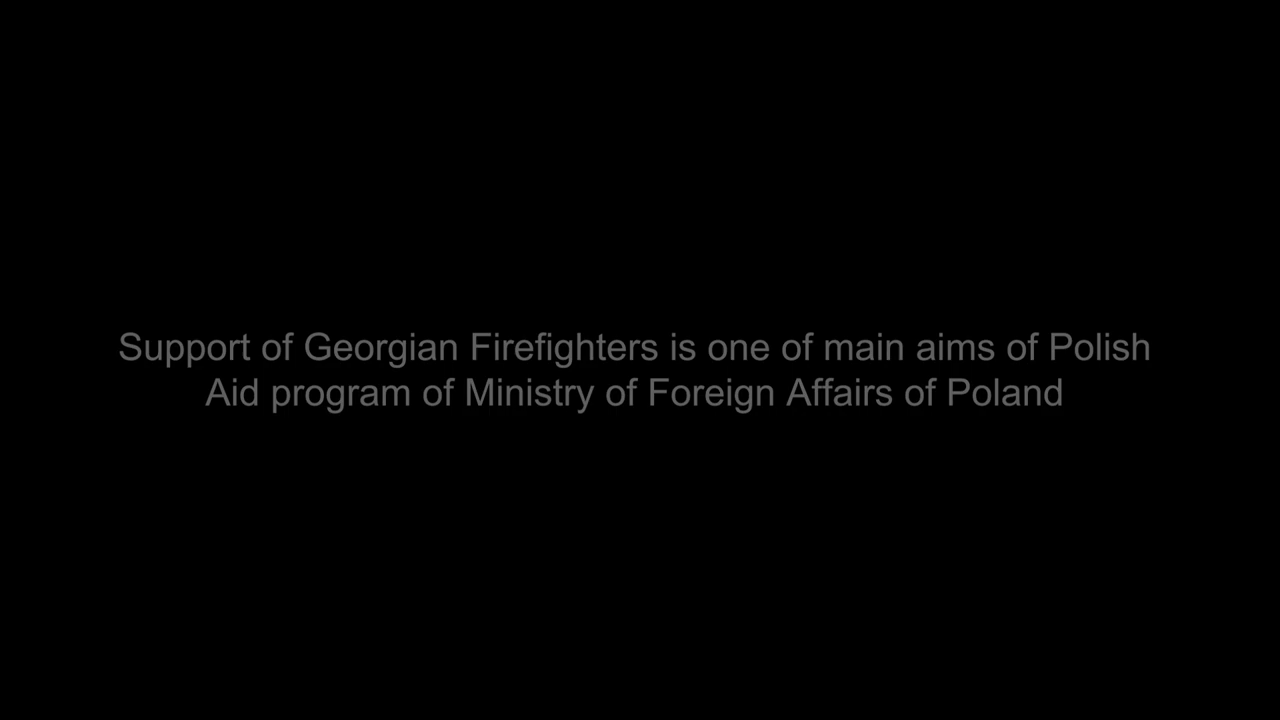 Support of Georgian Firefighters is one of main aims of Polish
Aid program of Ministry of Foreign Affairs of Poland